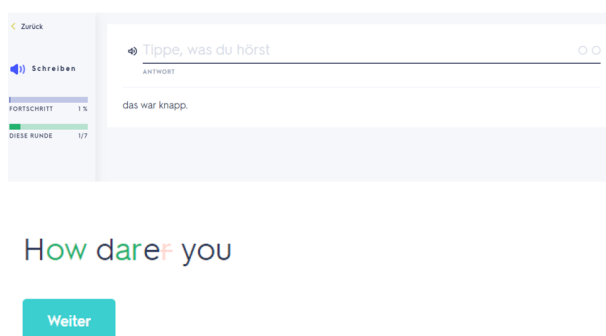 Zurück
Tippe, was du hörst
ANTWORT
Schreiben
das war knapp.
FORTSCHRITT 1 %
DIESE RUNDE 1/7
How darer you
Weiter